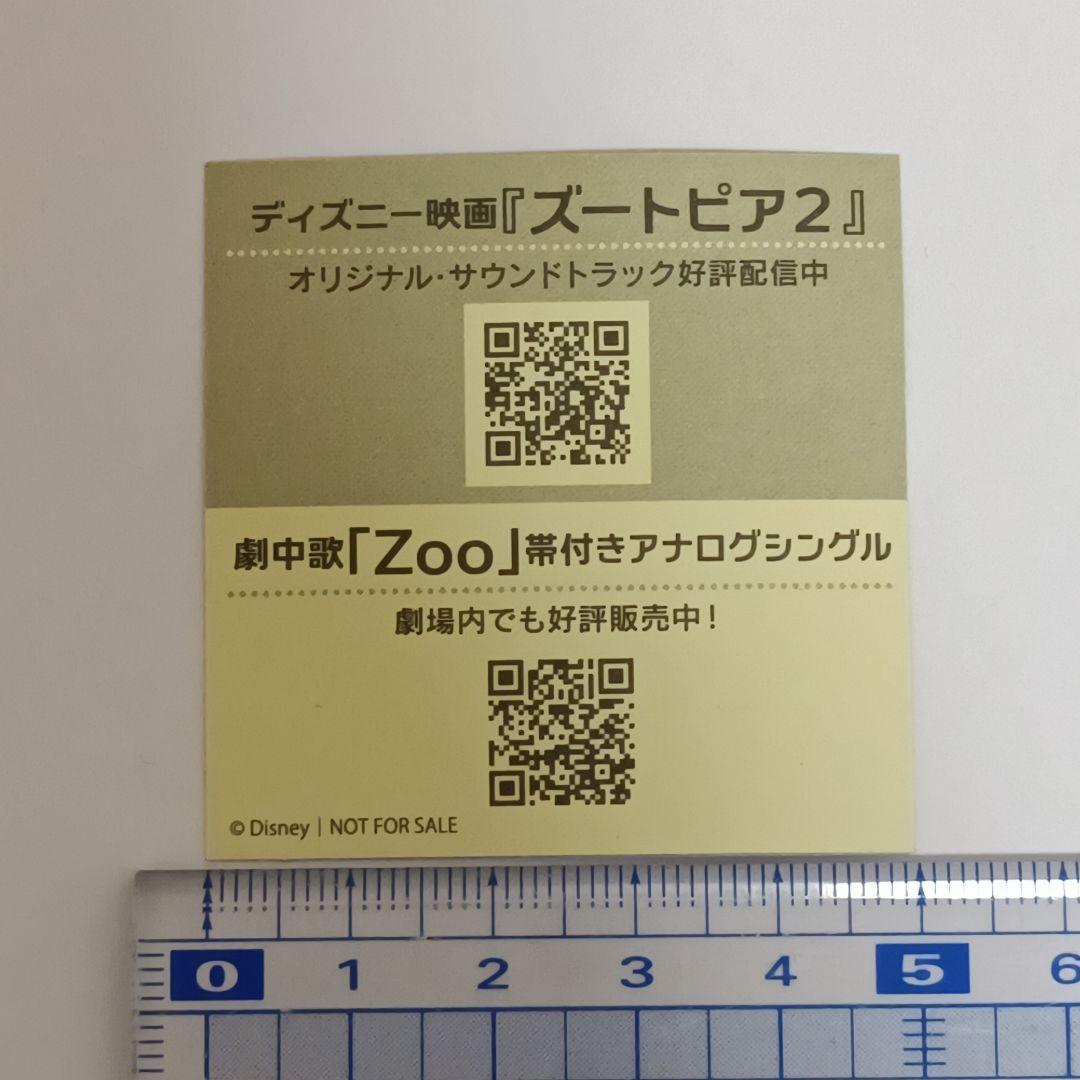 ディズニー映画『ズートピア2』
オリジナル・サウンドトラック好評配信中
劇中歌「Zoo」帯付きアナログシングル
劇場内でも好評販売中!
© Disney | NOT FOR SALE
0 1 2 3 4 5 6